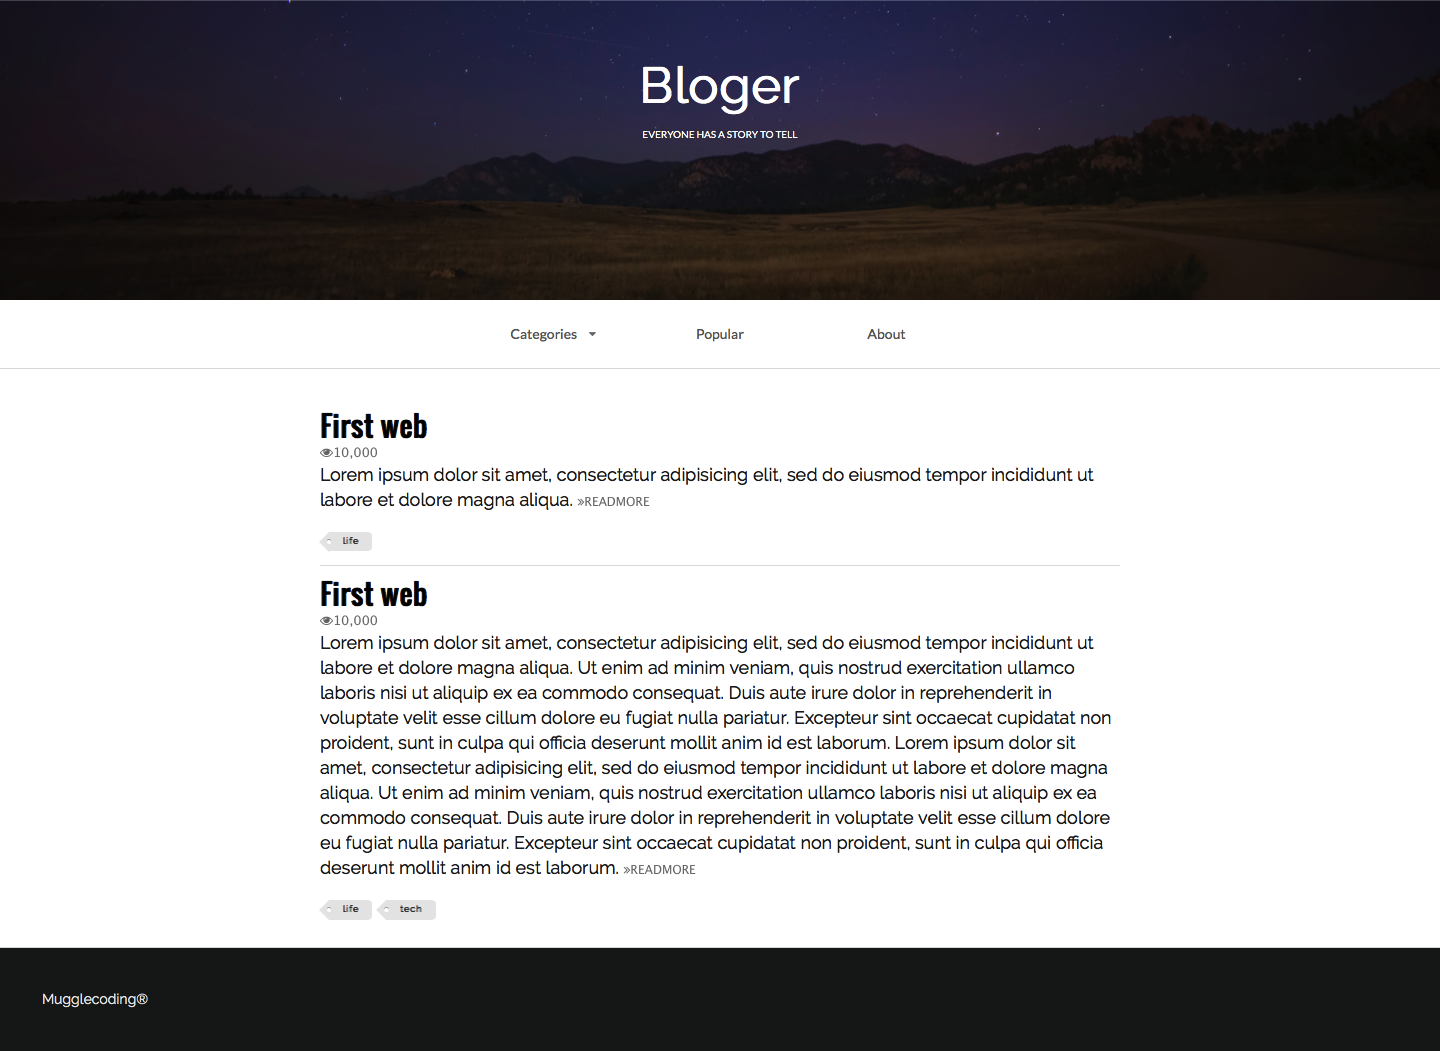 Bloger
EVERYONE HAS A STORY TO TELL
Categories Popular About
First web
10,000
Lorem ipsum dolor sit amet, consectetur adipisicing elit, sed do eiusmod tempor incididunt ut
labore et dolore magna aliqua. »READMORE
life
First web
10,000
Lorem ipsum dolor sit amet, consectetur adipisicing elit, sed do eiusmod tempor incididunt ut
labore et dolore magna aliqua. Ut enim ad minim veniam, quis nostrud exercitation ullamco
laboris nisi ut aliquip ex ea commodo consequat. Duis aute irure dolor in reprehenderit in
voluptate velit esse cillum dolore eu fugiat nulla pariatur. Excepteur sint occaecat cupidatat non
proident, sunt in culpa qui officia deserunt mollit anim id est laborum. Lorem ipsum dolor sit
amet, consectetur adipisicing elit, sed do eiusmod tempor incididunt ut labore et dolore magna
aliqua. Ut enim ad minim veniam, quis nostrud exercitation ullamco laboris nisi ut aliquip ex ea
commodo consequat. Duis aute irure dolor in reprehenderit in voluptate velit esse cillum dolore
eu fugiat nulla pariatur. Excepteur sint occaecat cupidatat non proident, sunt in culpa qui officia
deserunt mollit anim id est laborum. »READMORE
life tech
Mugglecoding®